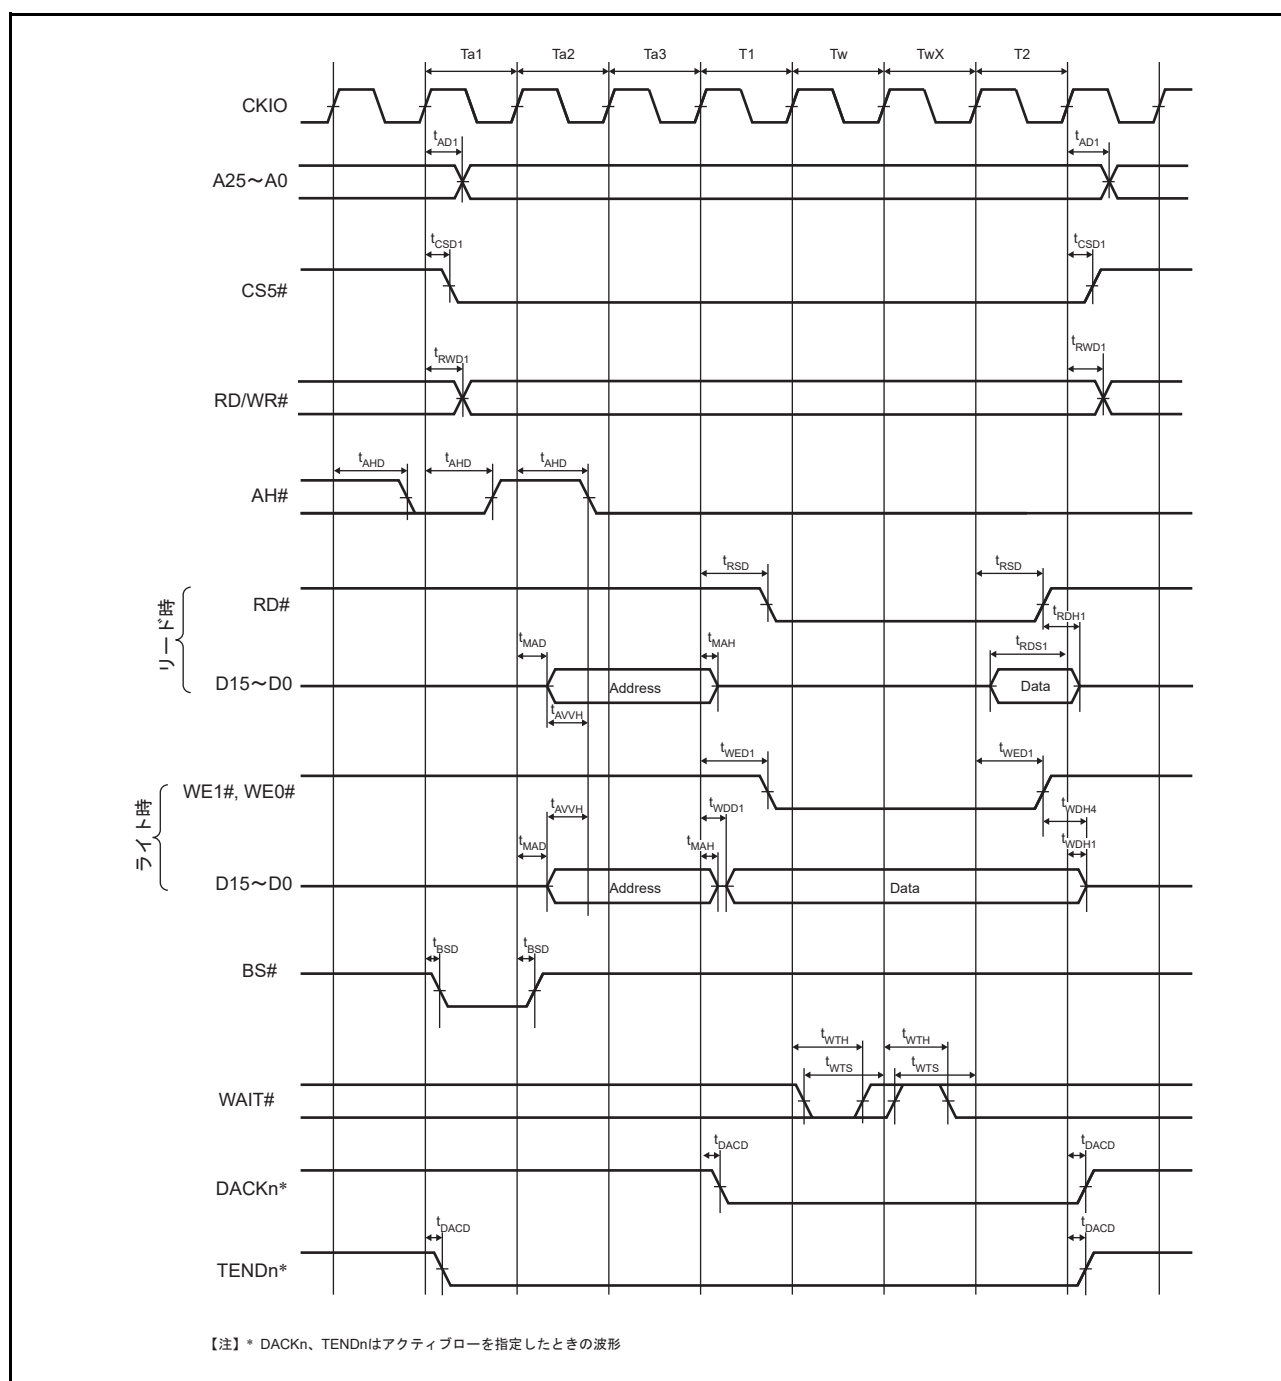 Ta1 Ta2 Ta3 T1 Tw TwX T2
CKIO
tAD1 tAD1
A25～A0
tCSD1 tCSD1
CS5#
tRWD1 tRWD1
RD/WR#
tAHD tAHD tAHD
AH#
tRSD tRSD
リード時
RD#
tRDH1
tMAD tMAH tRDS1
D15～D0 Address Data
tAVVH
tWED1 tWED1
ライト時
WE1#, WE0#
tAVVH tWDD1 tWDH4
tMAD tMAH tWDH1
D15～D0 Address Data
tBSD tBSD
BS#
tWTH tWTH
tWTS tWTS
WAIT#
tDACD tDACD
DACKn*
tDACD tDACD
TENDn*
【注】* DACKn、TENDnはアクティブローを指定したときの波形